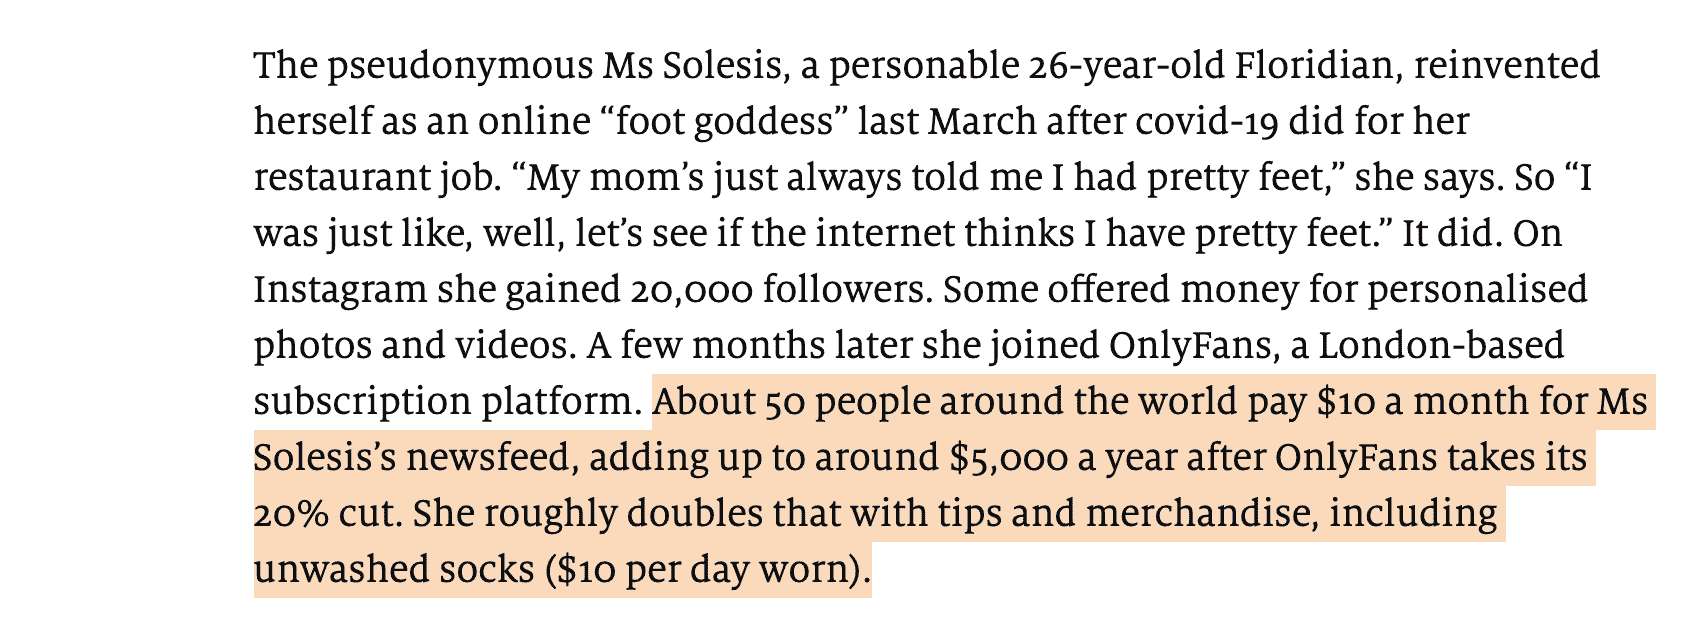 The pseudonymous Ms Solesis, a personable 26-year-old Floridian, reinvented
herself as an online “foot goddess” last March after covid-19 did for her
restaurant job. “My mom’s just always told me I had pretty feet,” she says. So “I
was just like, well, let’s see if the internet thinks I have pretty feet.” It did. On
Instagram she gained 20,000 followers. Some offered money for personalised
photos and videos. A few months later she joined OnlyFans, a London-based
subscription platform. About 50 people around the world pay $10 a month for Ms
Solesis’s newsfeed, adding up to around $5,000 a year after OnlyFans takes its
20% cut. She roughly doubles that with tips and merchandise, including
unwashed socks ($10 per day worn).